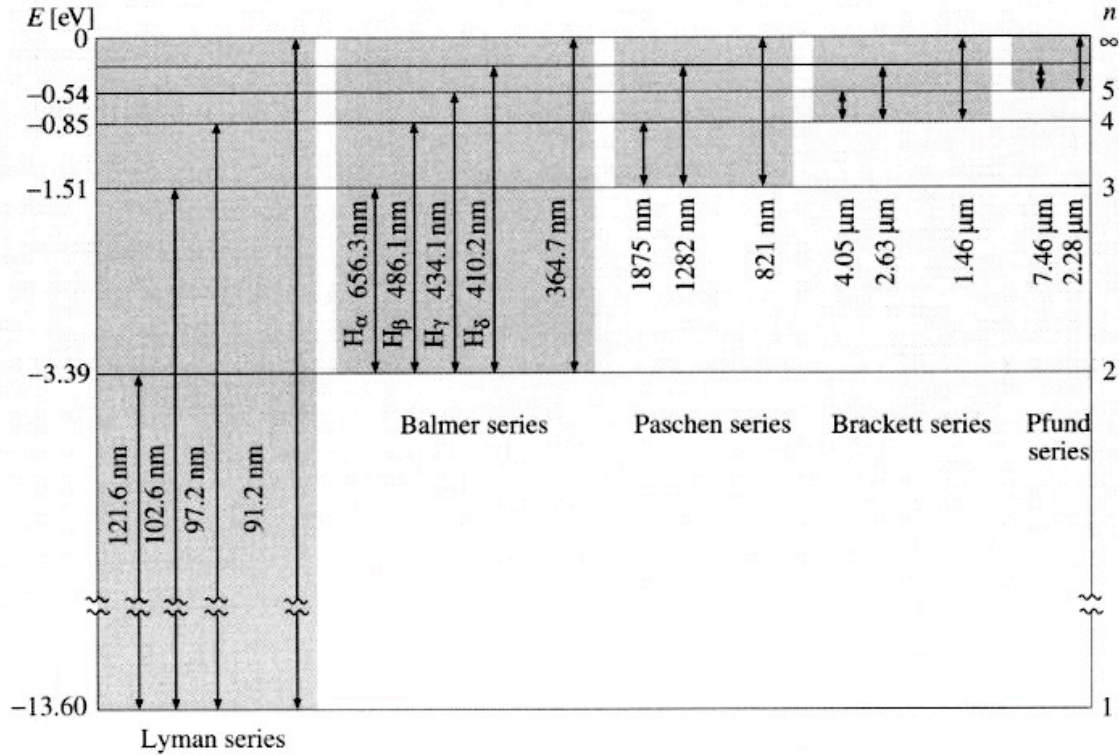 E [eV]
n
0
∞
−0.54
5
−0.85
4
−1.51
3
Hα 656.3 nm
Hβ 486.1 nm
Hγ 434.1 nm
Hδ 410.2 nm
364.7 nm
1875 nm
1282 nm
821 nm
4.05 µm
2.63 µm
1.46 µm
7.46 µm
2.28 µm
−3.39
2
Balmer series
Paschen series
Brackett series
Pfund
series
121.6 nm
102.6 nm
97.2 nm
91.2 nm
−13.60
1
Lyman series